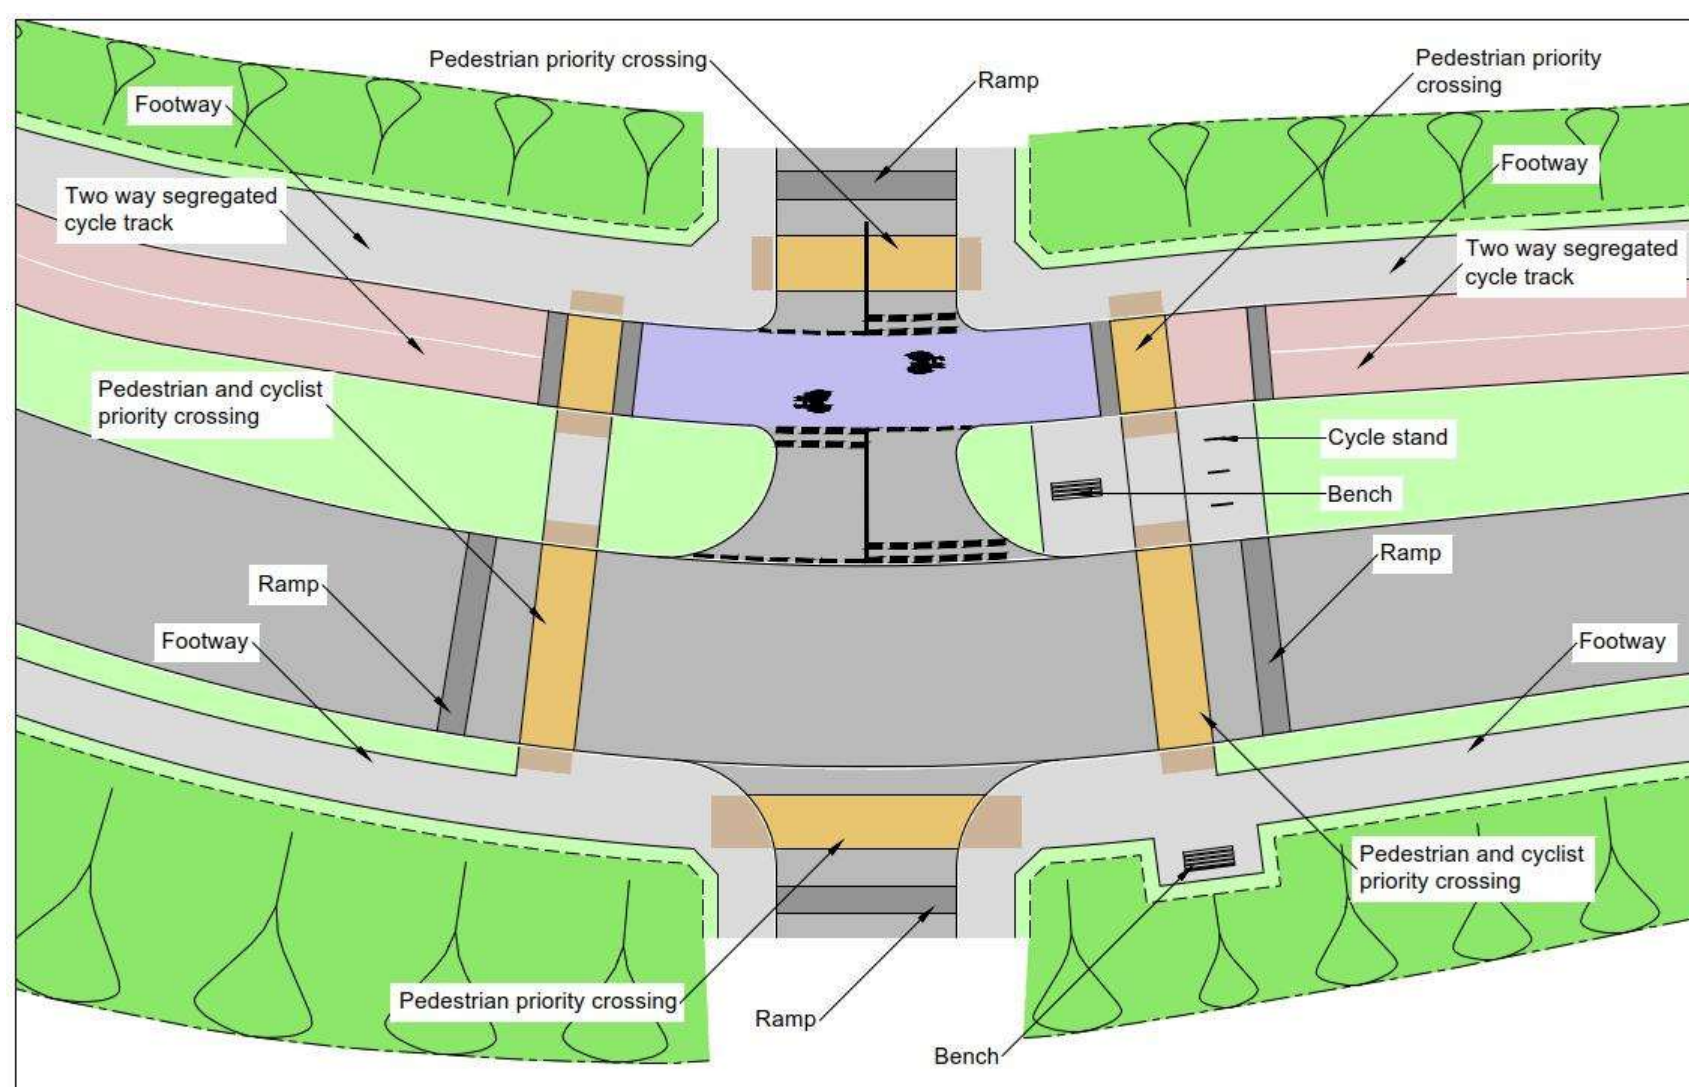 Pedestrian priority crossing
Ramp
Pedestrian priority
crossing
Footway
Footway
Two way segregated
cycle track
Two way segregated
cycle track
Pedestrian and cyclist
priority crossing
Cycle stand
Bench
Ramp
Ramp
Footway
Footway
Pedestrian and cyclist
priority crossing
Pedestrian priority crossing
Ramp
Bench